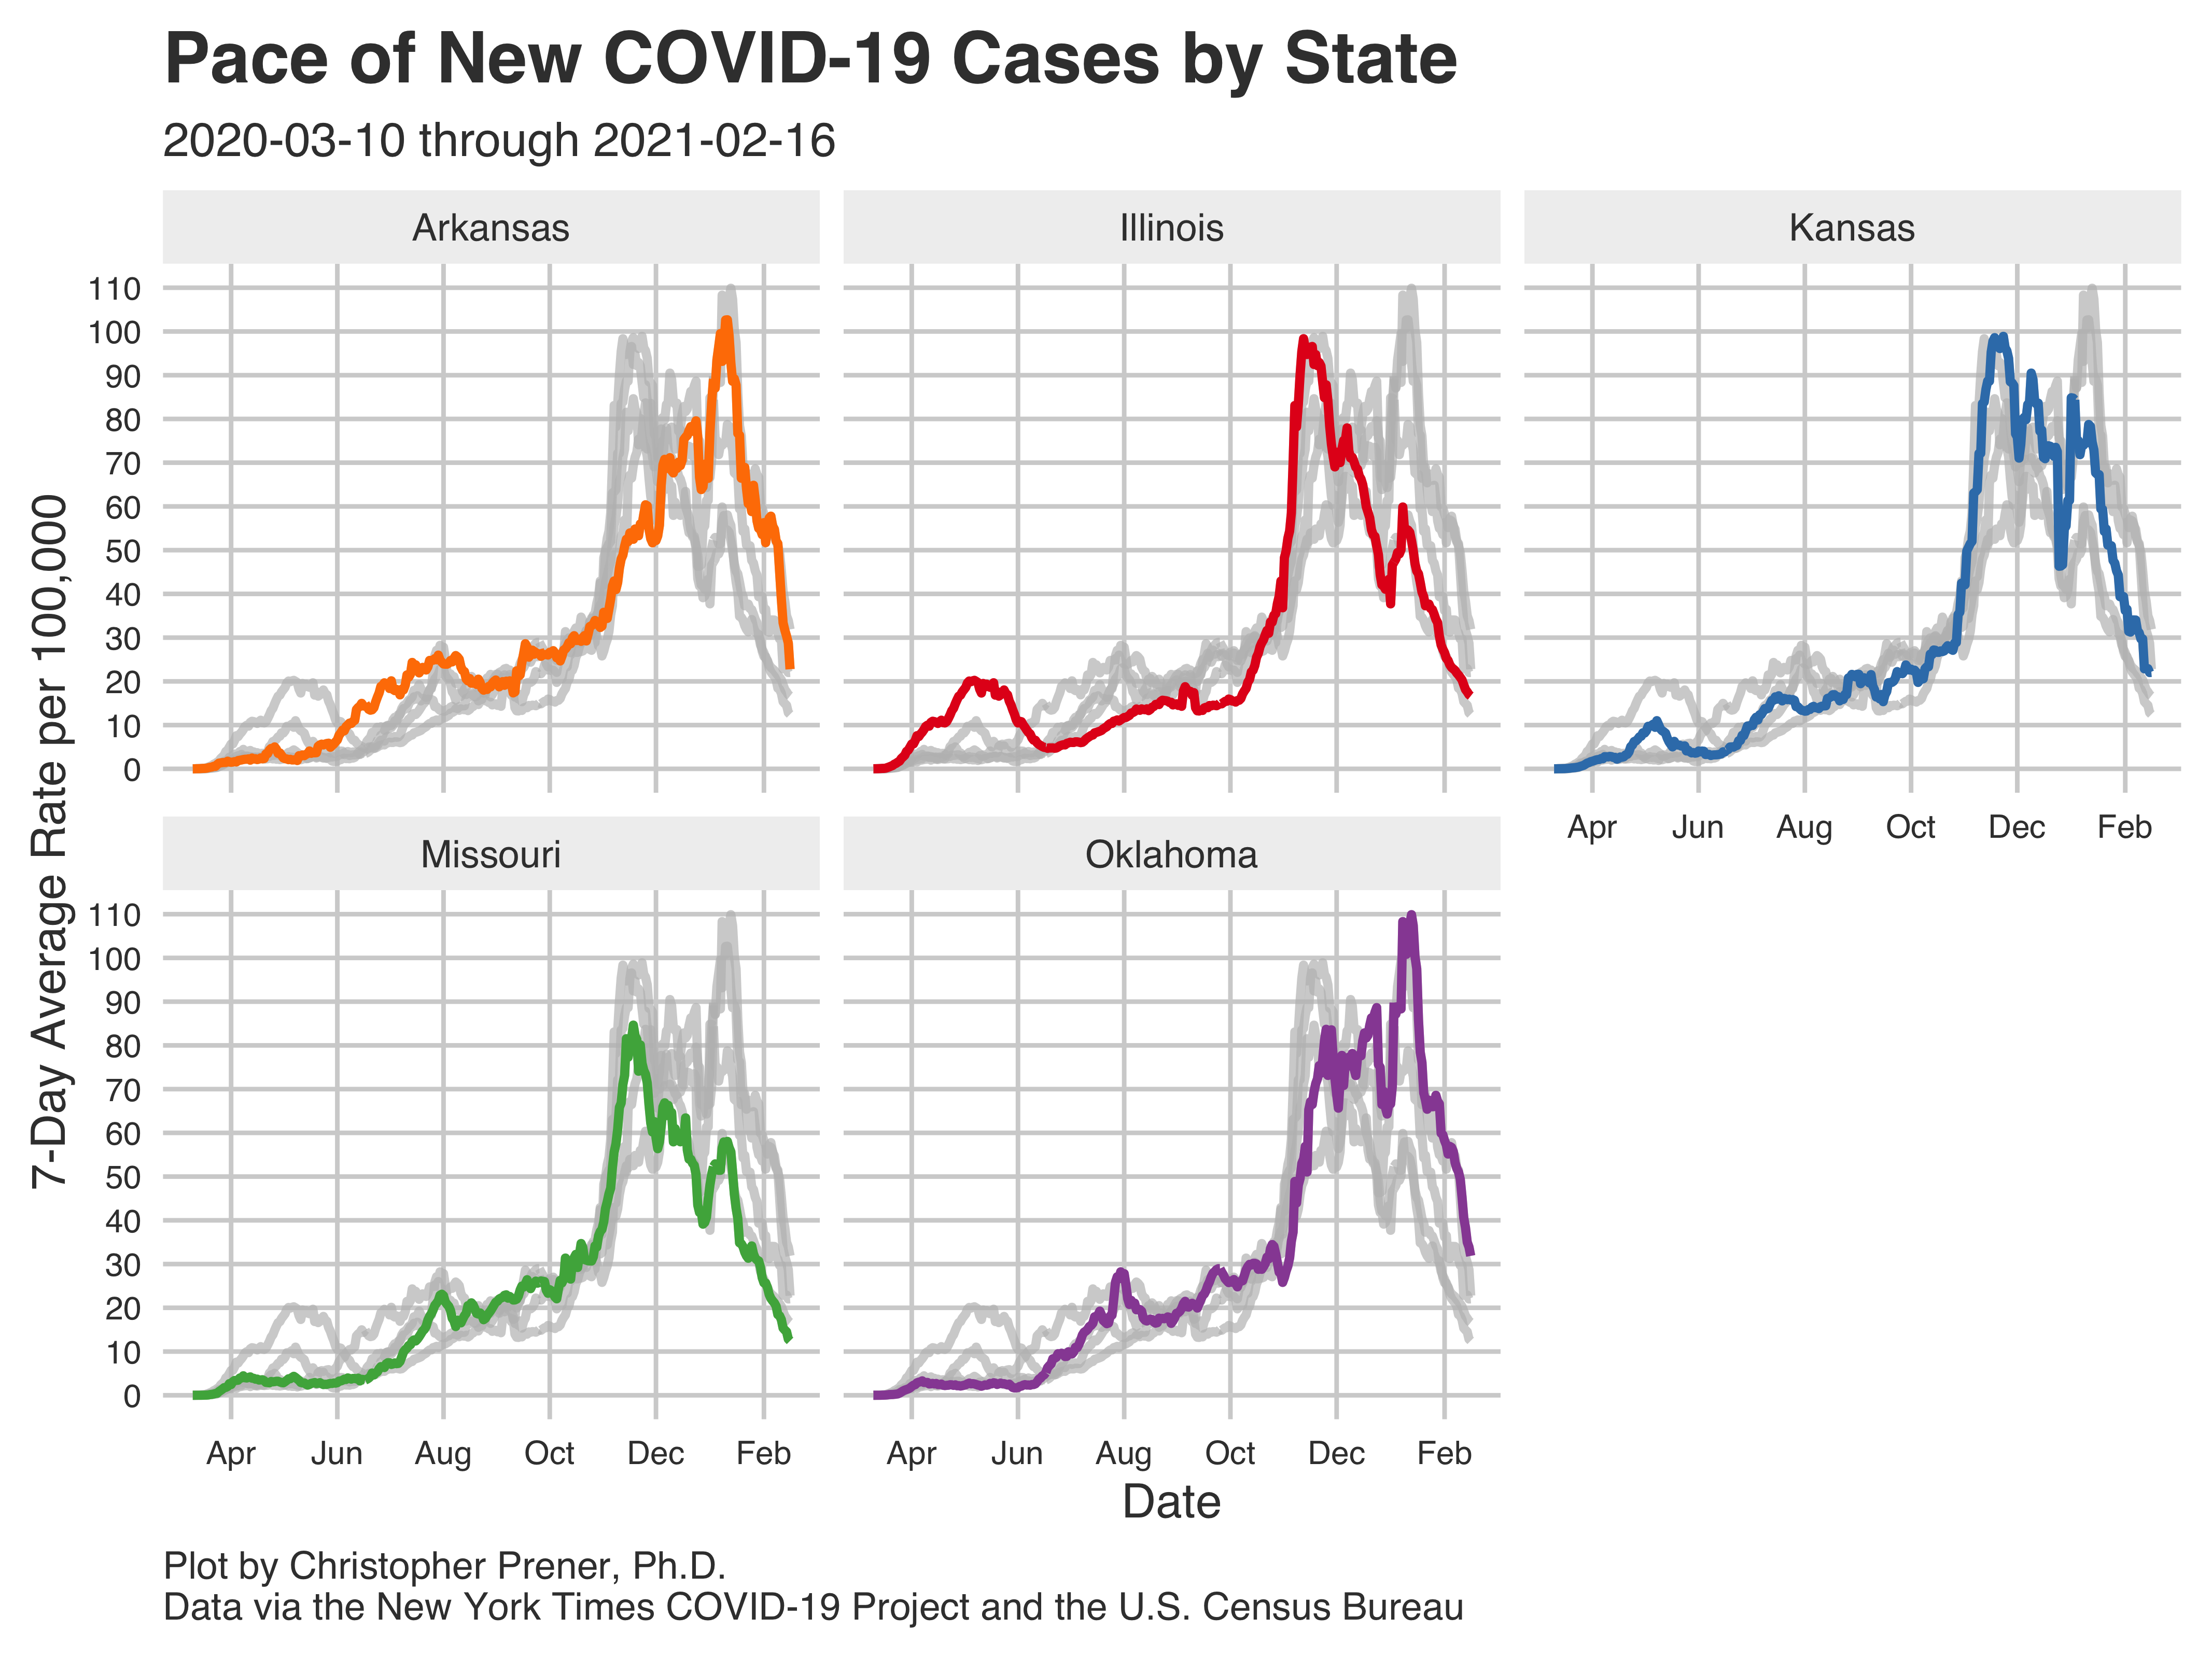 Pace of New COVID-19 Cases by State
2020-03-10 through 2021-02-16
Arkansas
Illinois
Kansas
110
100
90
80
70
60
50
40
30
20
10
0
Apr Jun Aug Oct Dec Feb
Missouri
Oklahoma
110
100
90
80
70
60
50
40
30
20
10
0
Apr Jun Aug Oct Dec Feb
Apr Jun Aug Oct Dec Feb
7-Day Average Rate per 100,000
Date
Plot by Christopher Prener, Ph.D.
Data via the New York Times COVID-19 Project and the U.S. Census Bureau